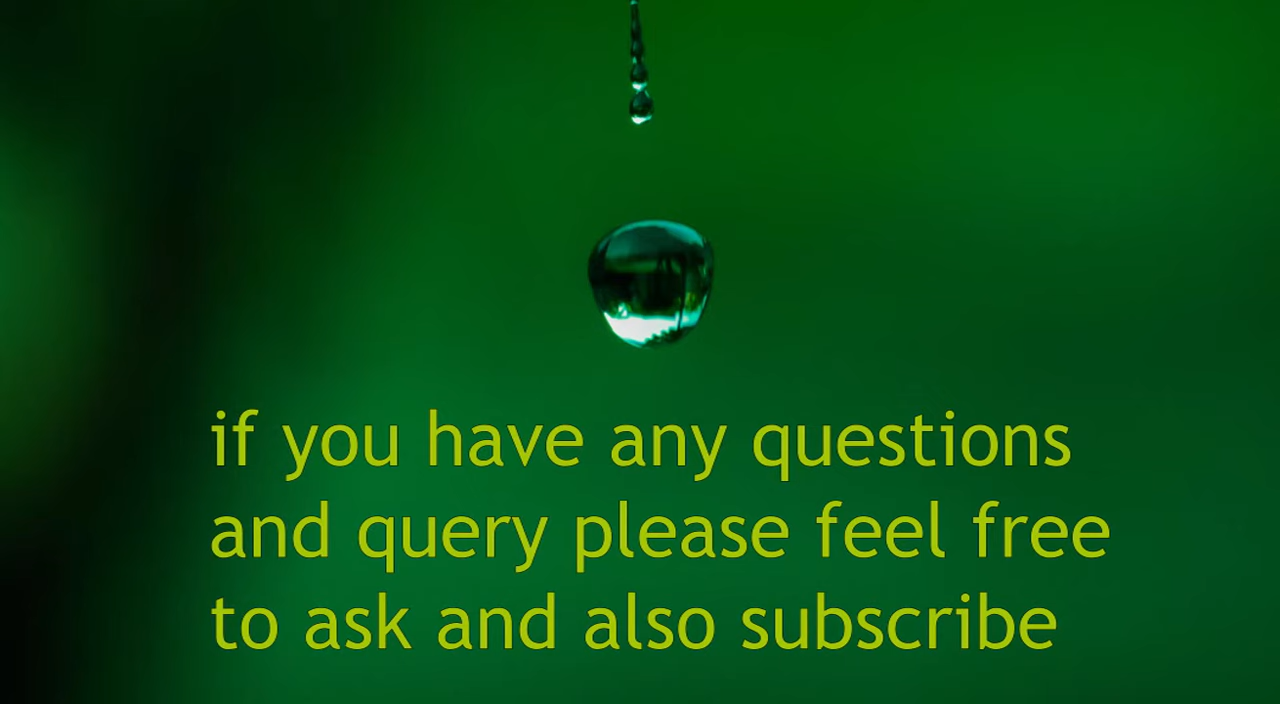 if you have any questions
and query please feel free
to ask and also subscribe